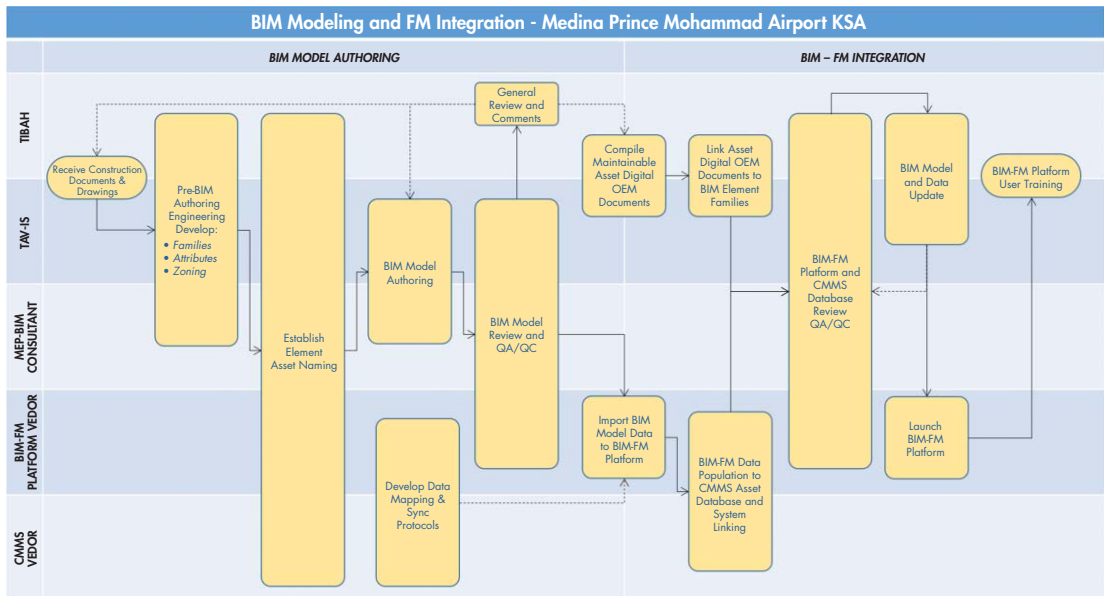 BIM Modeling and FM Integration - Medina Prince Mohammad Airport KSA
BIM MODEL AUTHORING
BIM – FM INTEGRATION
TIBAH
TAV-IS
MEP-BIM
CONSULTANT
BIM-FM
PLATFORM VEDOR
CMMS
VEDOR
Receive Construction
Documents &
Drawings
Pre-BIM
Authoring
Engineering
Develop:
• Families
• Attributes
• Zoning
Establish
Element
Asset Naming
BIM Model
Authoring
Develop Data
Mapping &
Sync
Protocols
General
Review and
Comments
BIM Model
Review and
QA/QC
Compile
Maintainable
Asset Digital
OEM
Documents
Import BIM
Model Data
to BIM-FM
Platform
Link Asset
Digital OEM
Documents to
BIM Element
Families
BIM-FM Data
Population to
CMMS Asset
Database and
System
Linking
BIM-FM
Platform and
CMMS
Database
Review
QA/QC
BIM Model
and Data
Update
Launch
BIM-FM
Platform
BIM-FM Platform
User Training